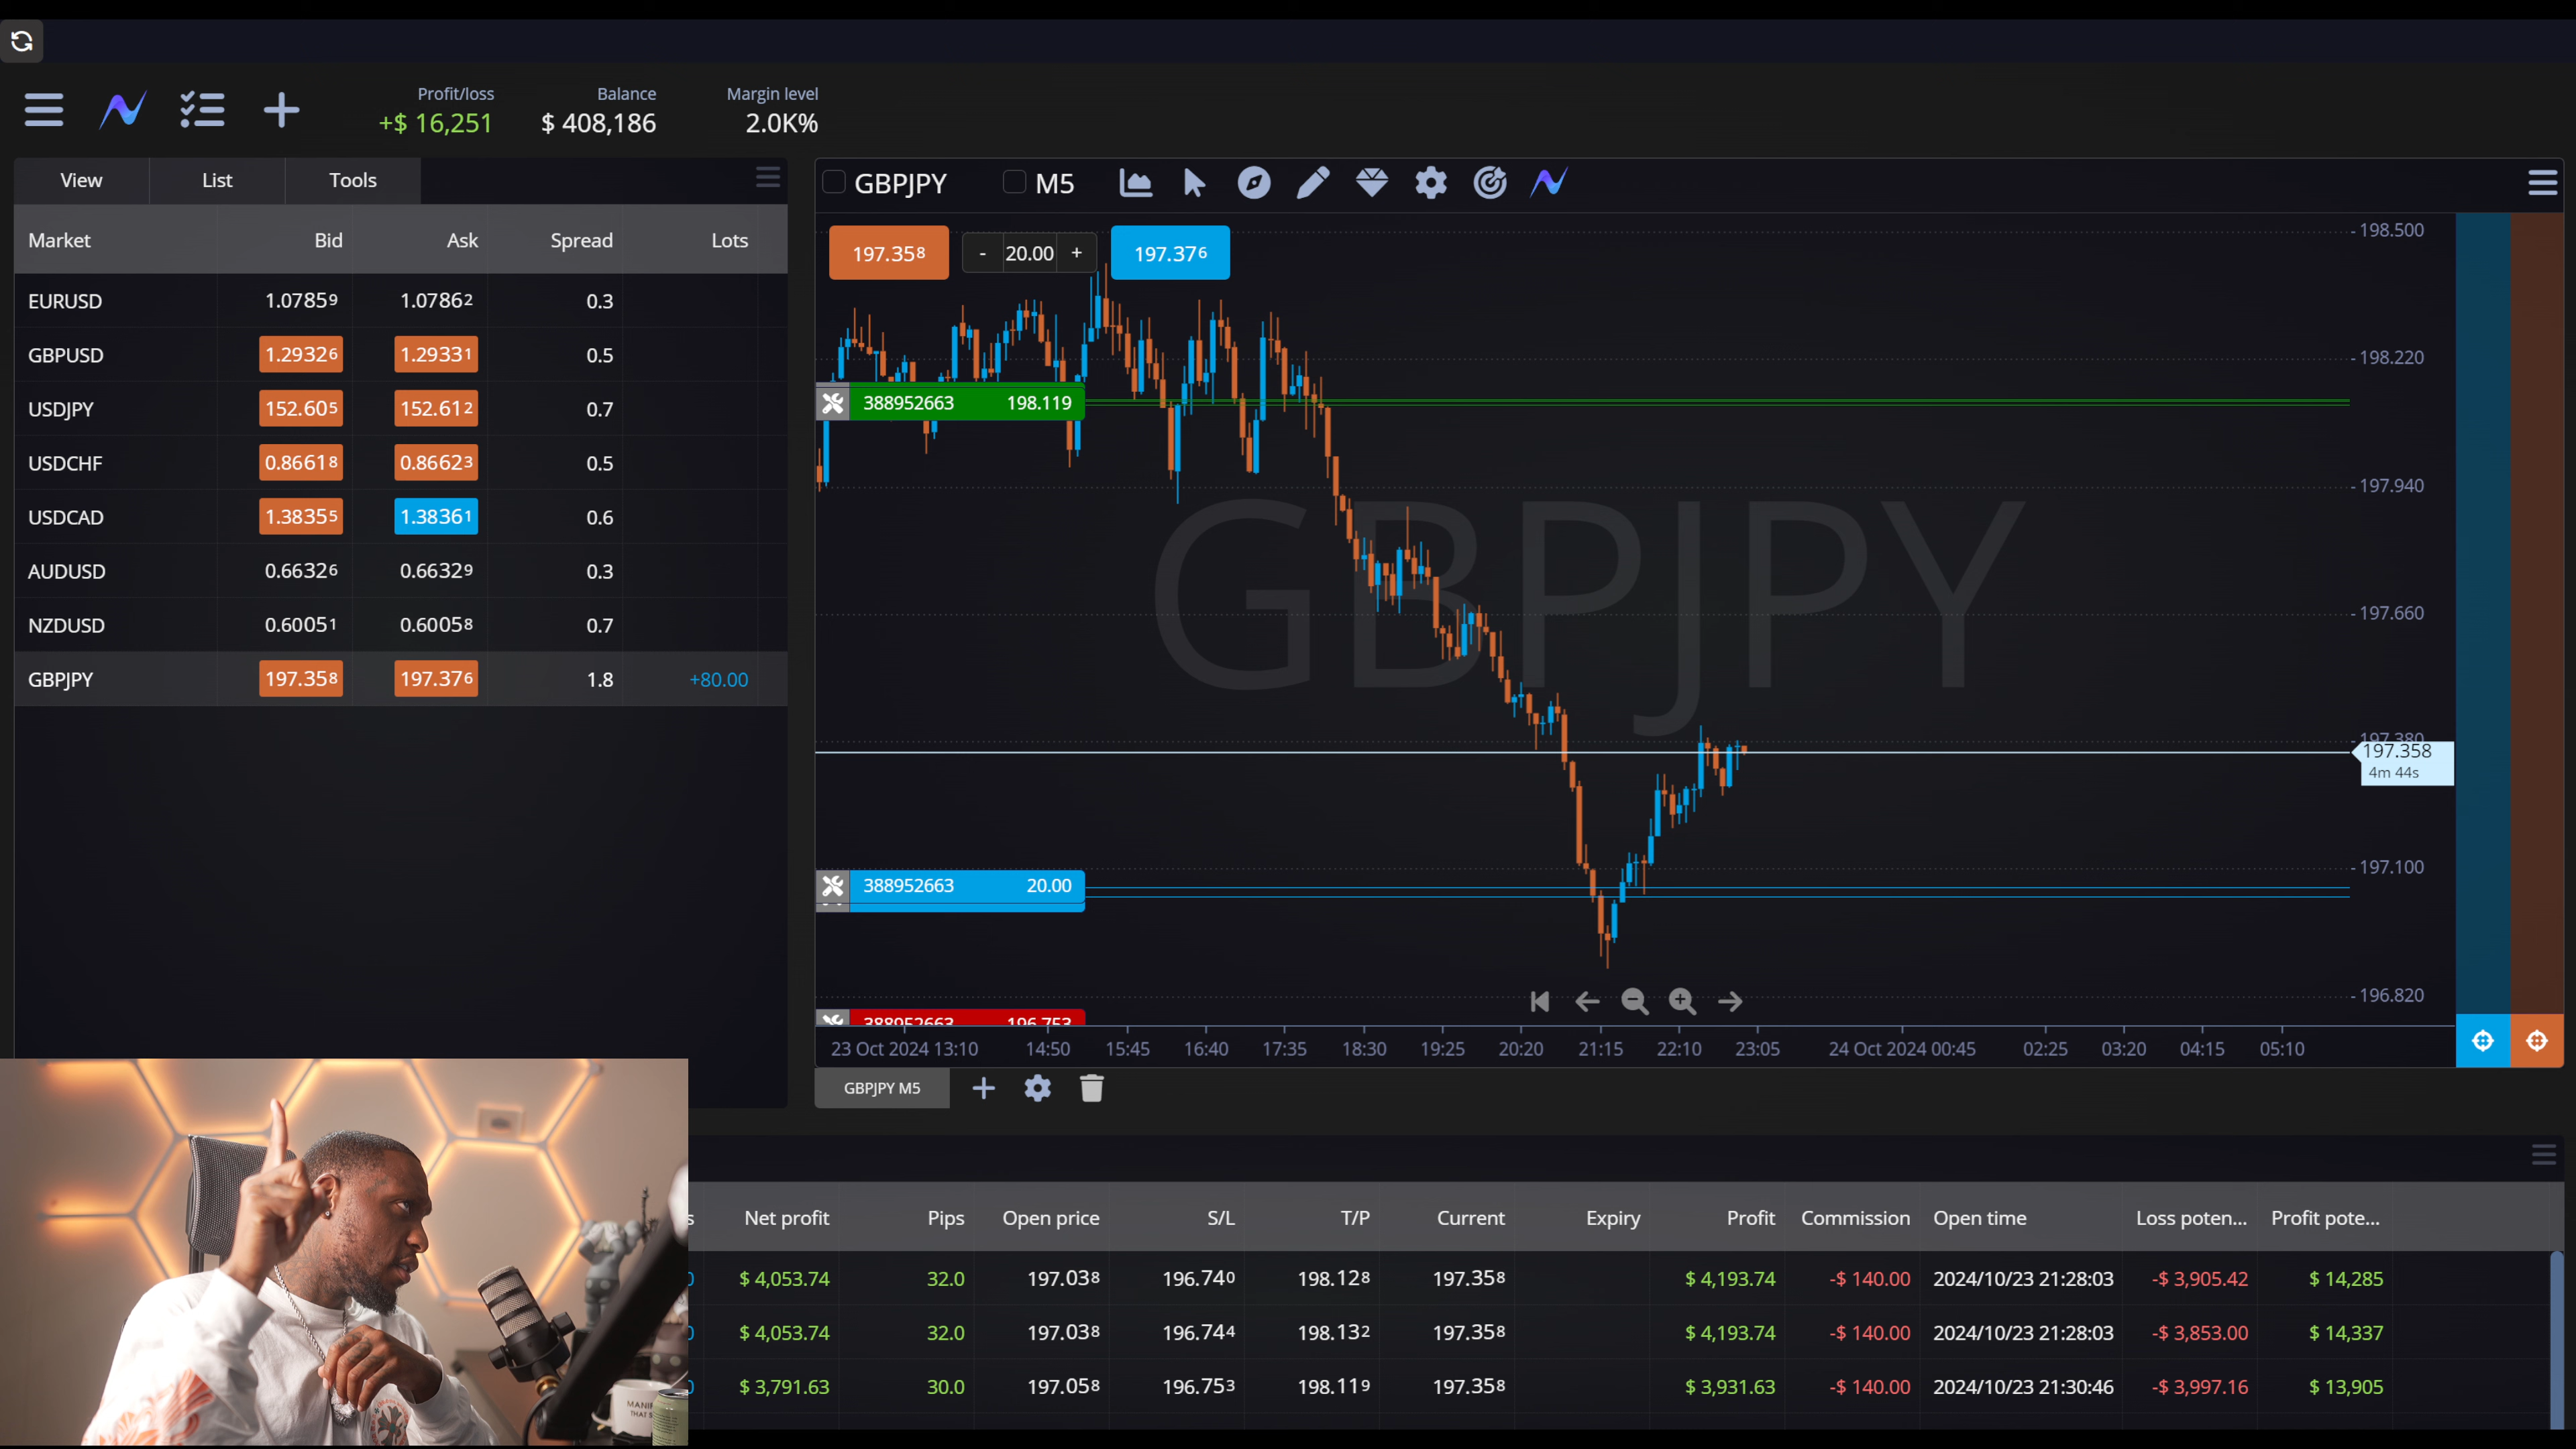 Profit/loss Balance Margin level
+$ 16,251 $ 408,186 2.0K%
View List Tools
Market Bid Ask Spread Lots
EURUSD 1.07859 1.07862 0.3
GBPUSD 1.29326 1.29331 0.5
USDJPY 152.605 152.612 0.7
USDCHF 0.86618 0.86623 0.5
USDCAD 1.38355 1.38361 0.6
AUDUSD 0.66326 0.66329 0.3
NZDUSD 0.60051 0.60058 0.7
GBPJPY 197.358 197.376 1.8 +80.00
GBPJPY M5
197.358 - 20.00 + 197.376
198.500
198.220
388952663 198.119
197.940
GBPJPY
197.660
197.380
197.358
4m 44s
197.100
388952663 20.00
196.820
388952663 196.753
23 Oct 2024 13:10 14:50 15:45 16:40 17:35 18:30 19:25 20:20 21:15 22:10 23:05 24 Oct 2024 00:45 02:25 03:20 04:15 05:10
GBPJPY M5 +
s Net profit Pips Open price S/L T/P Current Expiry Profit Commission Open time Loss poten... Profit pote...
0 $ 4,053.74 32.0 197.038 196.740 198.128 197.358 $ 4,193.74 -$ 140.00 2024/10/23 21:28:03 -$ 3,905.42 $ 14,285
0 $ 4,053.74 32.0 197.038 196.744 198.132 197.358 $ 4,193.74 -$ 140.00 2024/10/23 21:28:03 -$ 3,853.00 $ 14,337
0 $ 3,791.63 30.0 197.058 196.753 198.119 197.358 $ 3,931.63 -$ 140.00 2024/10/23 21:30:46 -$ 3,997.16 $ 13,905
THAT